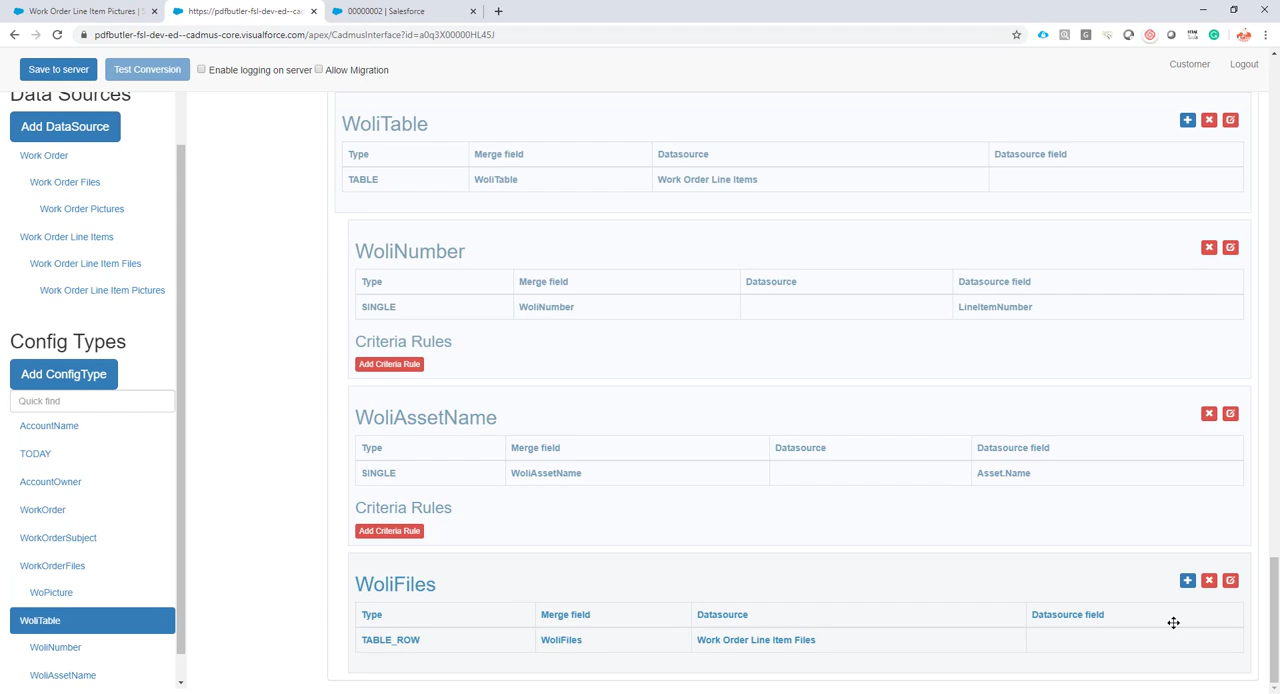 Work Order Line Item Pictures | S
https://pdfbutler-fsl-dev-ed--cad
00000002 | Salesforce
pdfbutler-fsl-dev-ed--cadmus-core.visualforce.com/apex/CadmusInterface?id=a0q3X00000HL45J
Save to server
Test Conversion
Enable logging on server
Allow Migration
Customer
Logout
Data Sources
Add DataSource
Work Order
Work Order Files
Work Order Pictures
Work Order Line Items
Work Order Line Item Files
Work Order Line Item Pictures
Config Types
Add ConfigType
Quick find
AccountName
TODAY
AccountOwner
WorkOrder
WorkOrderSubject
WorkOrderFiles
WoPicture
WoliTable
WoliNumber
WoliAssetName
WoliTable
Type Merge field Datasource Datasource field
TABLE WoliTable Work Order Line Items
WoliNumber
Type Merge field Datasource Datasource field
SINGLE WoliNumber LineItemNumber
Criteria Rules
Add Criteria Rule
WoliAssetName
Type Merge field Datasource Datasource field
SINGLE WoliAssetName Asset.Name
Criteria Rules
Add Criteria Rule
WoliFiles
Type Merge field Datasource Datasource field
TABLE_ROW WoliFiles Work Order Line Item Files